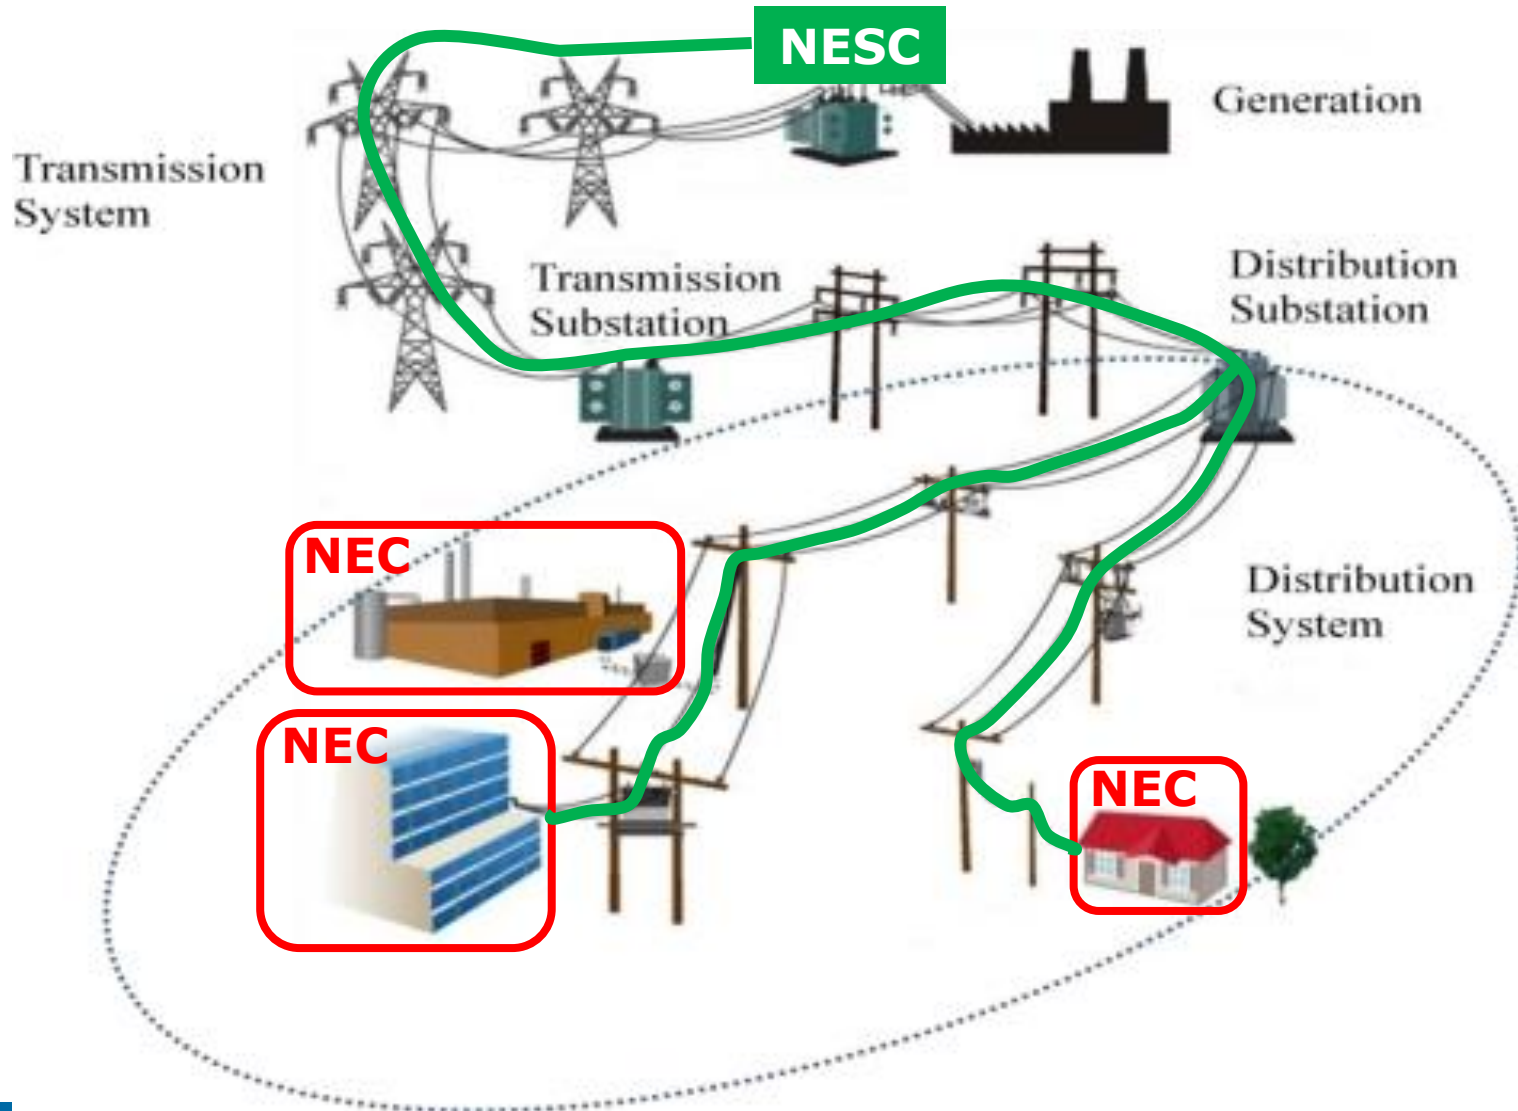 NESC
Generation
Transmission
System
Transmission
Substation
Distribution
Substation
NEC
Distribution
System
NEC
NEC